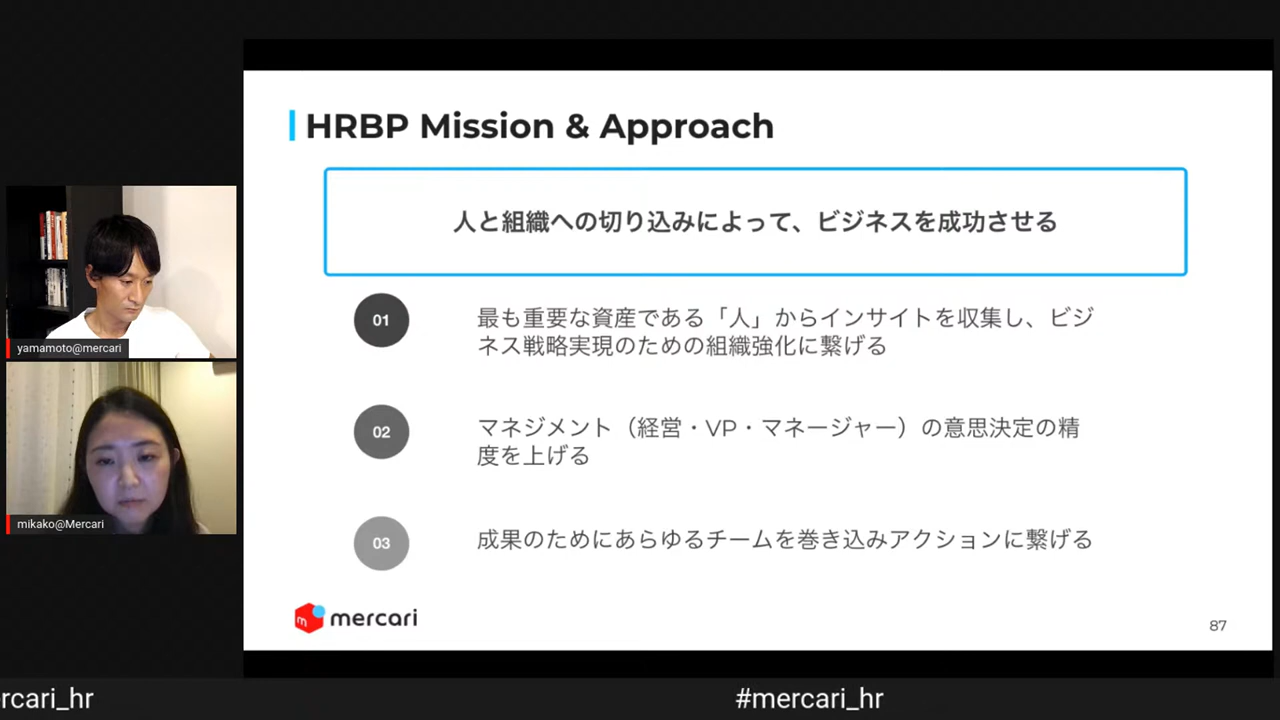 HRBP Mission & Approach
人と組織への切り込みによって、ビジネスを成功させる
01
最も重要な資産である「人」からインサイトを収集し、ビジ
ネス戦略実現のための組織強化に繋げる
02
マネジメント（経営・VP・マネージャー）の意思決定の精
度を上げる
03
成果のためにあらゆるチームを巻き込みアクションに繋げる
m mercari
87
yamamoto@mercari
mikako@Mercari
rcari_hr
#mercari_hr